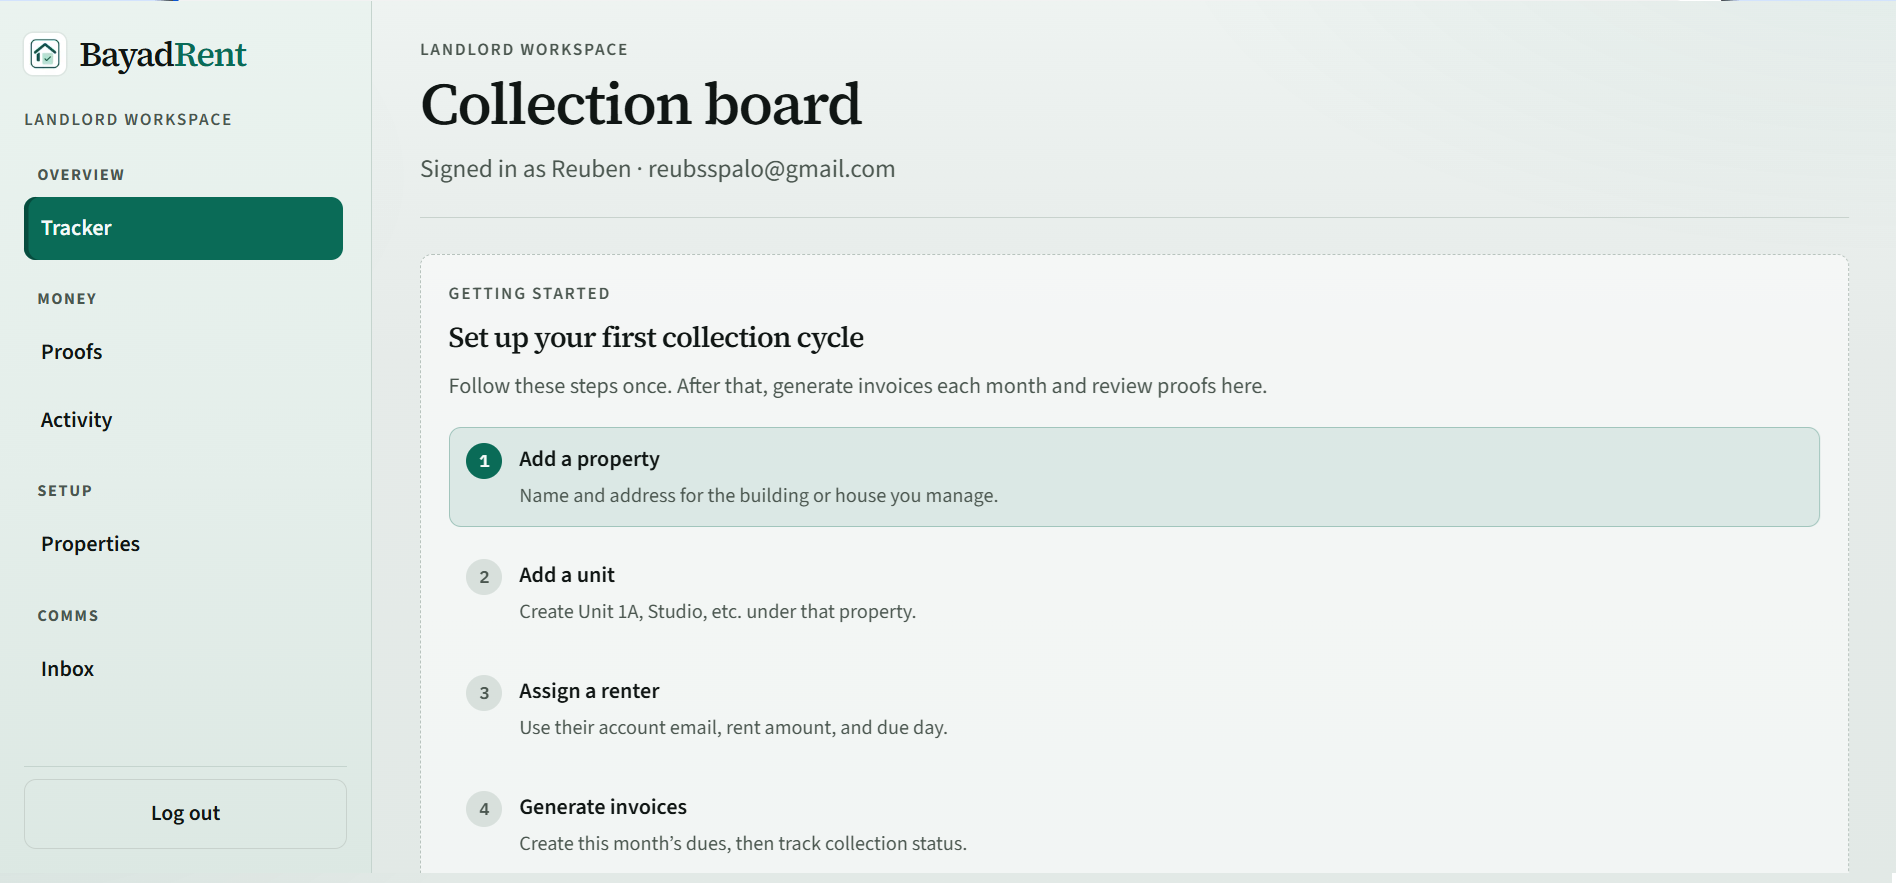 BayadRent
LANDLORD WORKSPACE
OVERVIEW
Tracker
MONEY
Proofs
Activity
SETUP
Properties
COMMS
Inbox
Log out
LANDLORD WORKSPACE
Collection board
Signed in as Reuben · reubsspalo@gmail.com
GETTING STARTED
Set up your first collection cycle
Follow these steps once. After that, generate invoices each month and review proofs here.
1 Add a property
Name and address for the building or house you manage.
2 Add a unit
Create Unit 1A, Studio, etc. under that property.
3 Assign a renter
Use their account email, rent amount, and due day.
4 Generate invoices
Create this month’s dues, then track collection status.